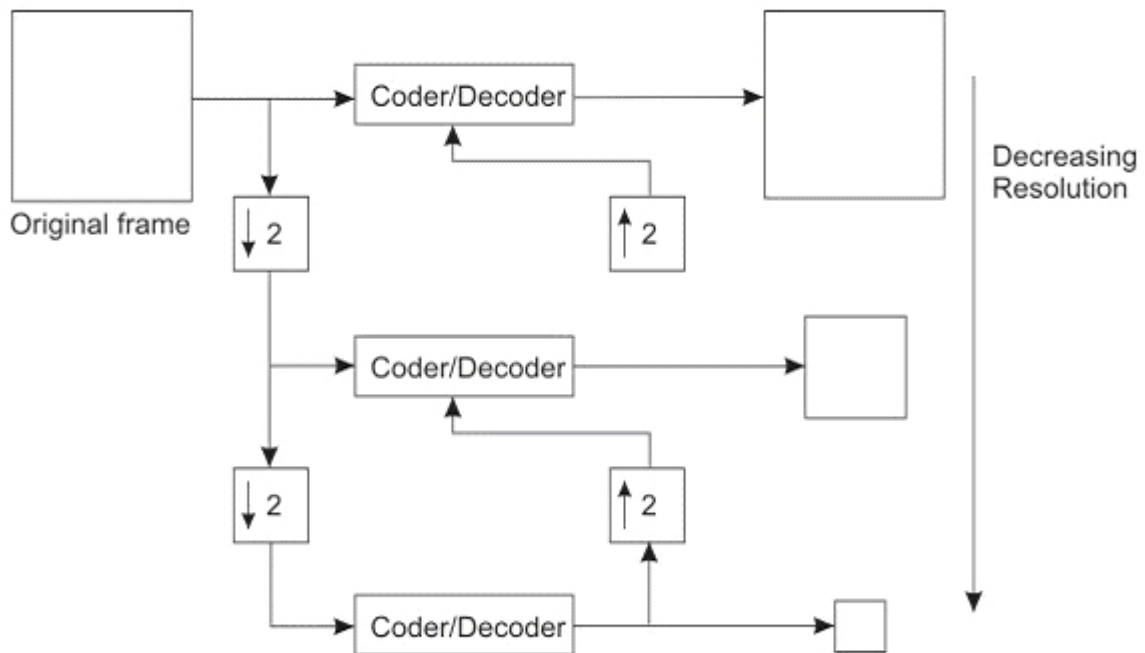 Coder/Decoder
Decreasing
Resolution
Original frame
↓ 2
↑ 2
Coder/Decoder
↓ 2
↑ 2
Coder/Decoder